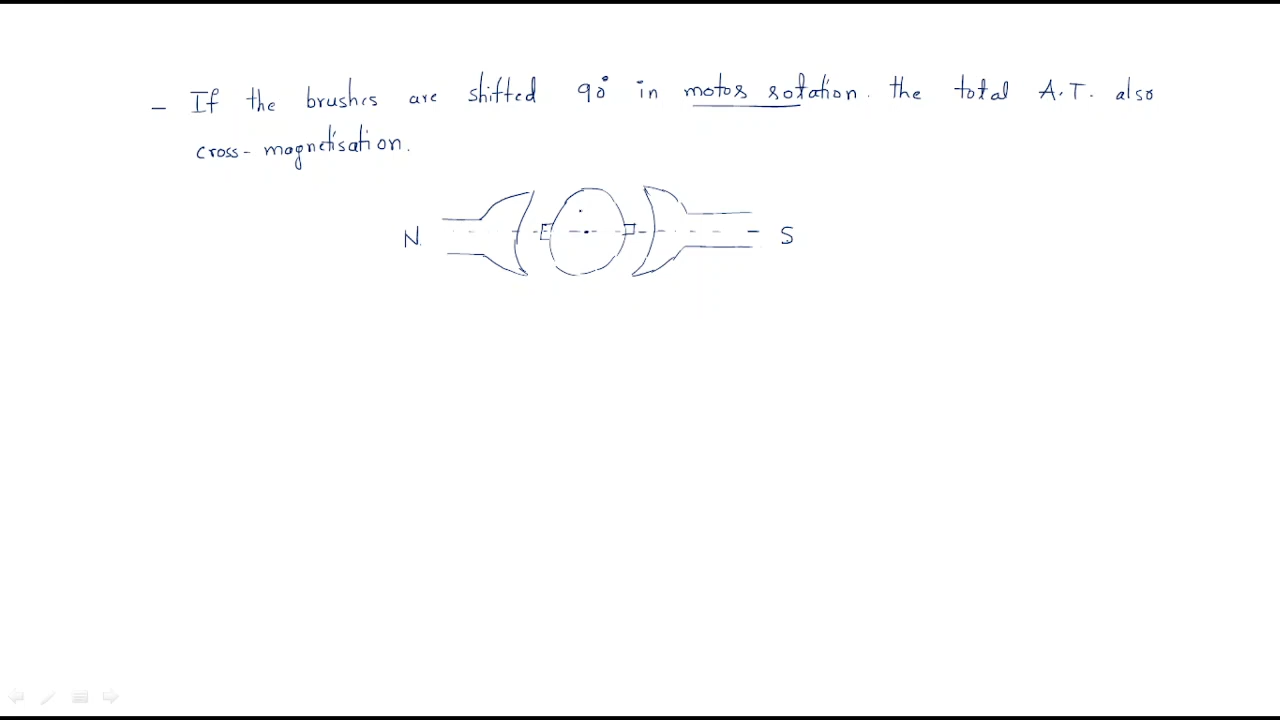 - If the brushes are shifted 90° in motor rotation. the total A.T. also
cross-magnetisation.
N S